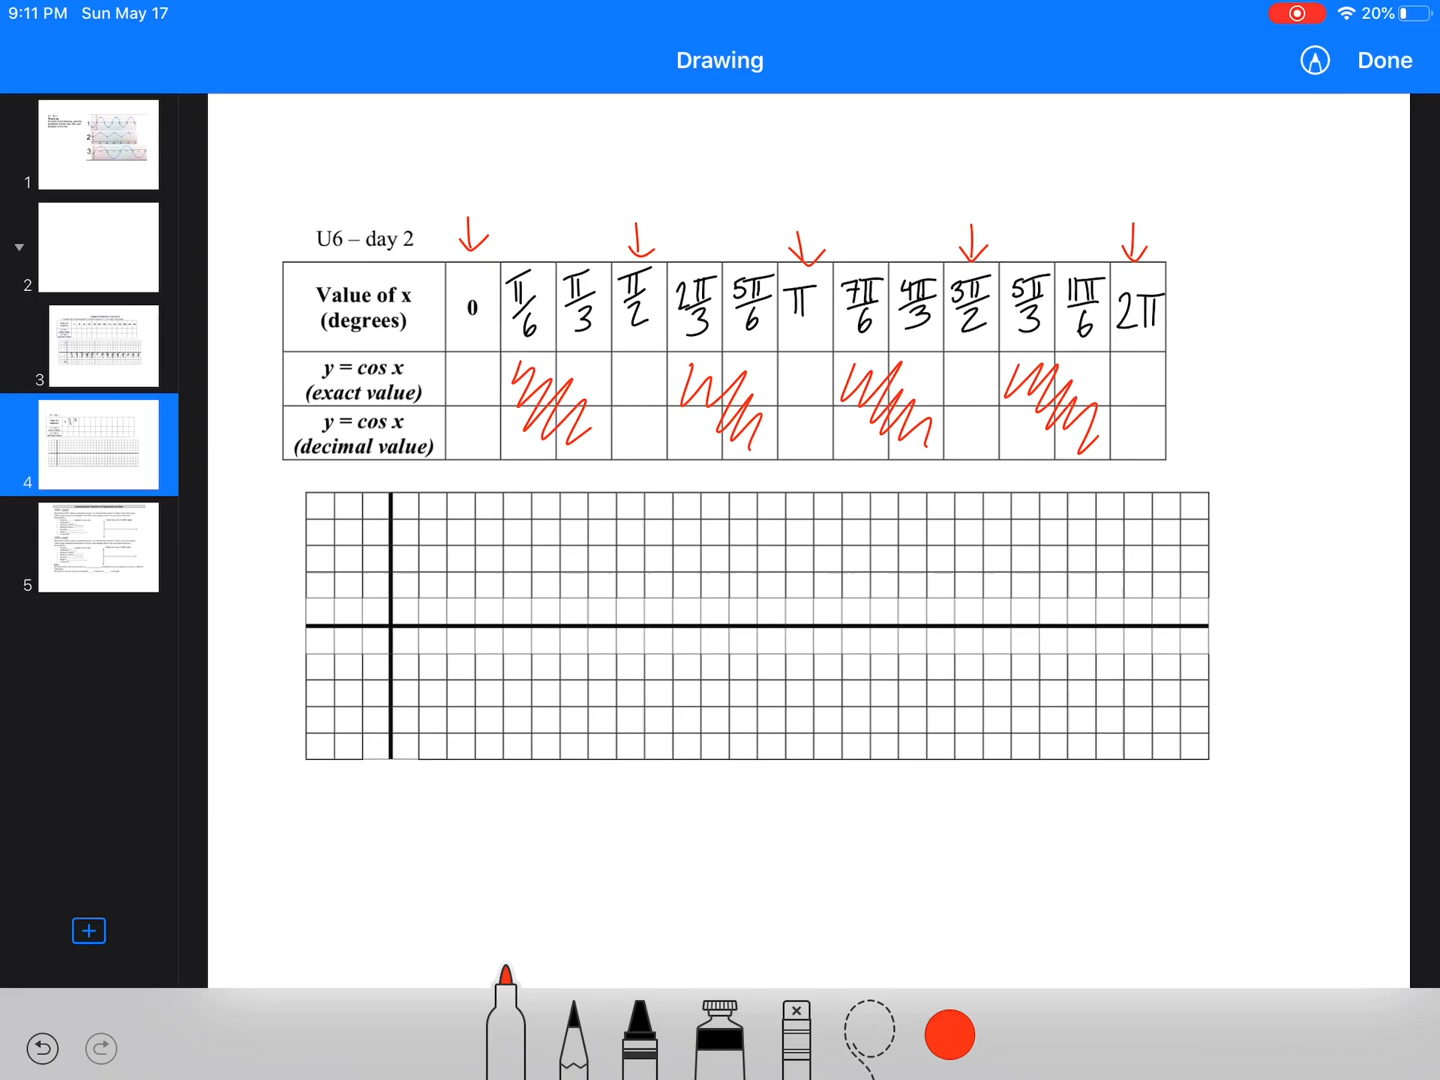 9:11 PM Sun May 17
20%
Drawing
Done
1
2
3
4
5
U6 – day 2
Value of x
(degrees)
0 π/6 π/3 π/2 2π/3 5π/6 π 7π/6 4π/3 3π/2 5π/3 11π/6 2π
y = cos x
(exact value)
y = cos x
(decimal value)